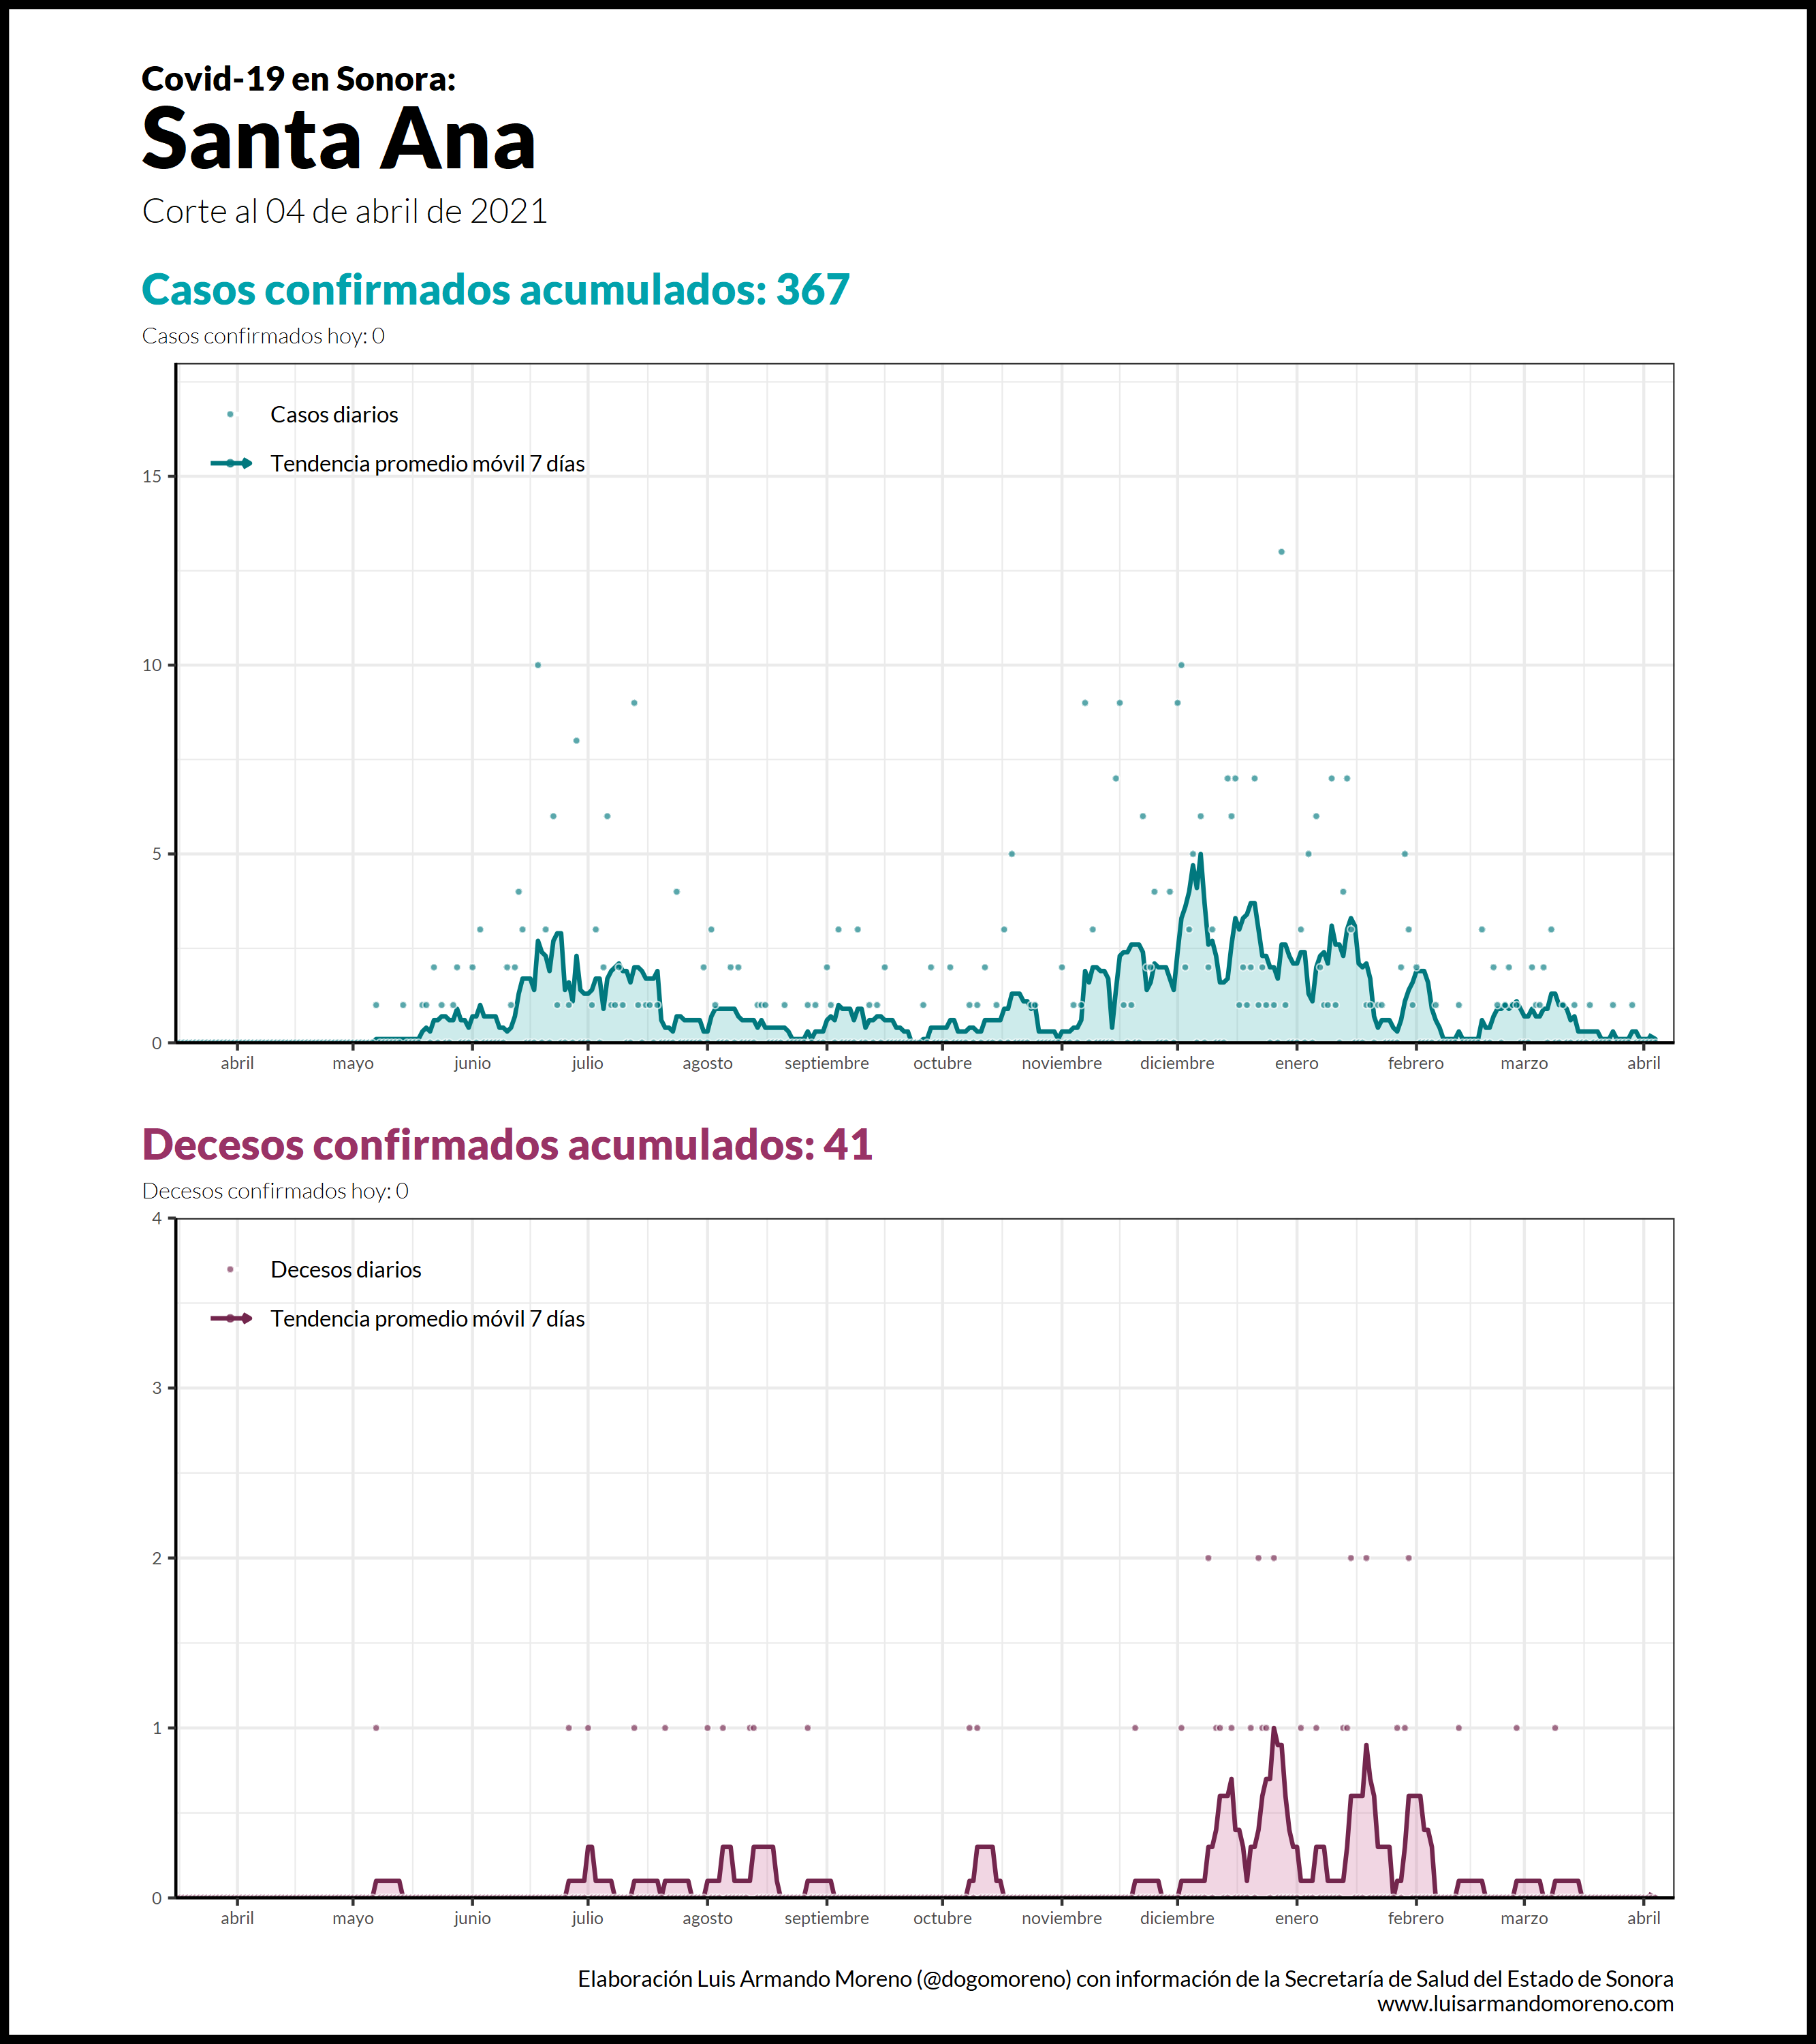 Covid-19 en Sonora:
Santa Ana
Corte al 04 de abril de 2021
Casos confirmados acumulados: 367
Casos confirmados hoy: 0
Casos diarios
Tendencia promedio móvil 7 días
15
10
5
0
abril mayo junio julio agosto septiembre octubre noviembre diciembre enero febrero marzo abril
Decesos confirmados acumulados: 41
Decesos confirmados hoy: 0
4
Decesos diarios
Tendencia promedio móvil 7 días
3
2
1
0
abril mayo junio julio agosto septiembre octubre noviembre diciembre enero febrero marzo abril
Elaboración Luis Armando Moreno (@dogomoreno) con información de la Secretaría de Salud del Estado de Sonora
www.luisarmandomoreno.com